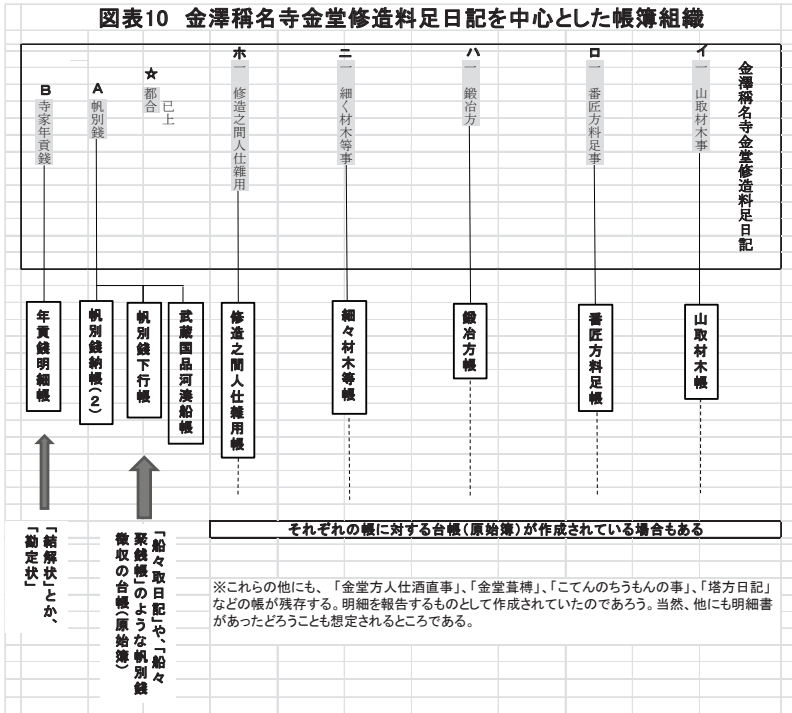 図表10 金澤稱名寺金堂修造料足日記を中心とした帳簿組織
金澤稱名寺金堂修造料足日記
イ
一 山取材木事
ロ
一 番匠方料足事
ハ
一 鍛冶方
ニ
一 細く材木等事
ホ
一 修造之間人仕雑用
☆
已上
都合
A
帆別錢
B
寺家年貢錢
山取材木帳
番匠方料足帳
鍛冶方帳
細々材木等帳
修造之間人仕雑用帳
武蔵国品河湊船帳
帆別銭下行帳
帆別銭納帳(2)
年貢銭明細帳
それぞれの帳に対する台帳(原始簿)が作成されている場合もある
「船々取日記」や、「船々
聚銭帳」のような帆別銭
徴収の台帳(原始簿)
「結解状」とか、
「勘定状」
※これらの他にも、「金堂方人仕酒直事」、「金堂葺榑」、「こてんのちうもんの事」、「塔方日記」
などの帳が残存する。明細を報告するものとして作成されていたのであろう。当然、他にも明細書
があったどろうことも想定されるところである。